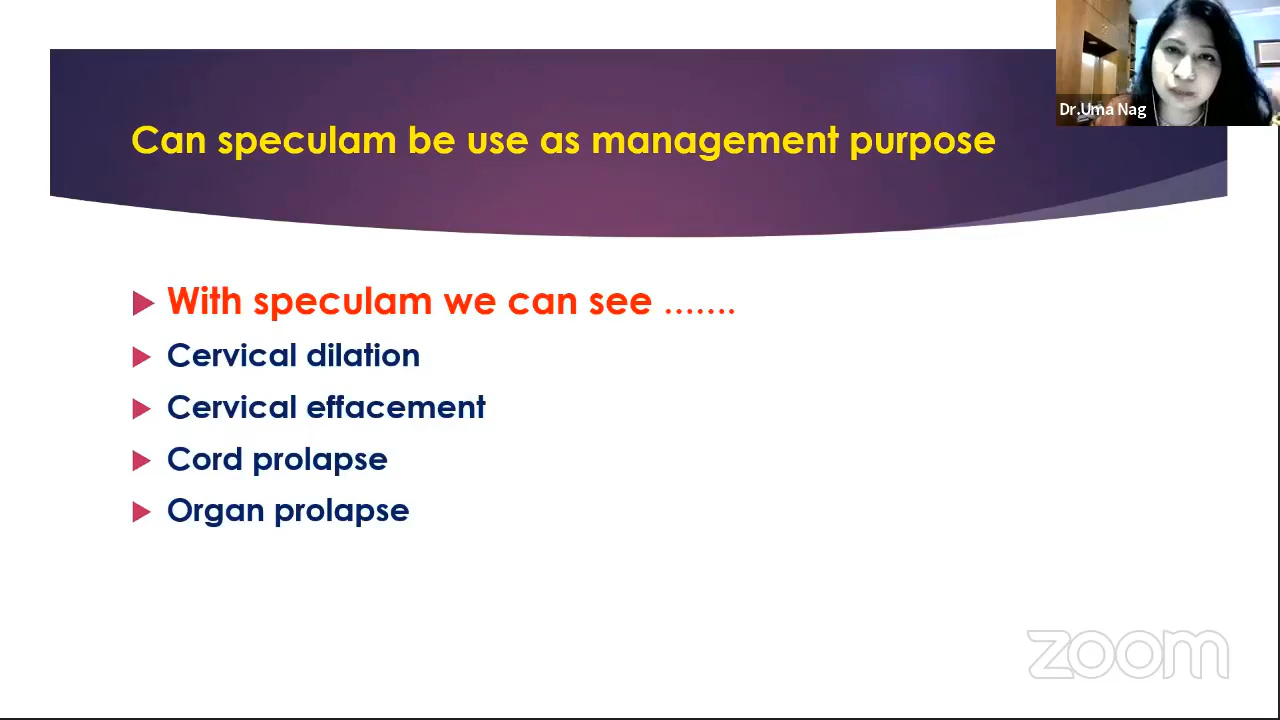 Dr.Uma Nag
Can speculam be use as management purpose
With speculam we can see .......
Cervical dilation
Cervical effacement
Cord prolapse
Organ prolapse
zoom